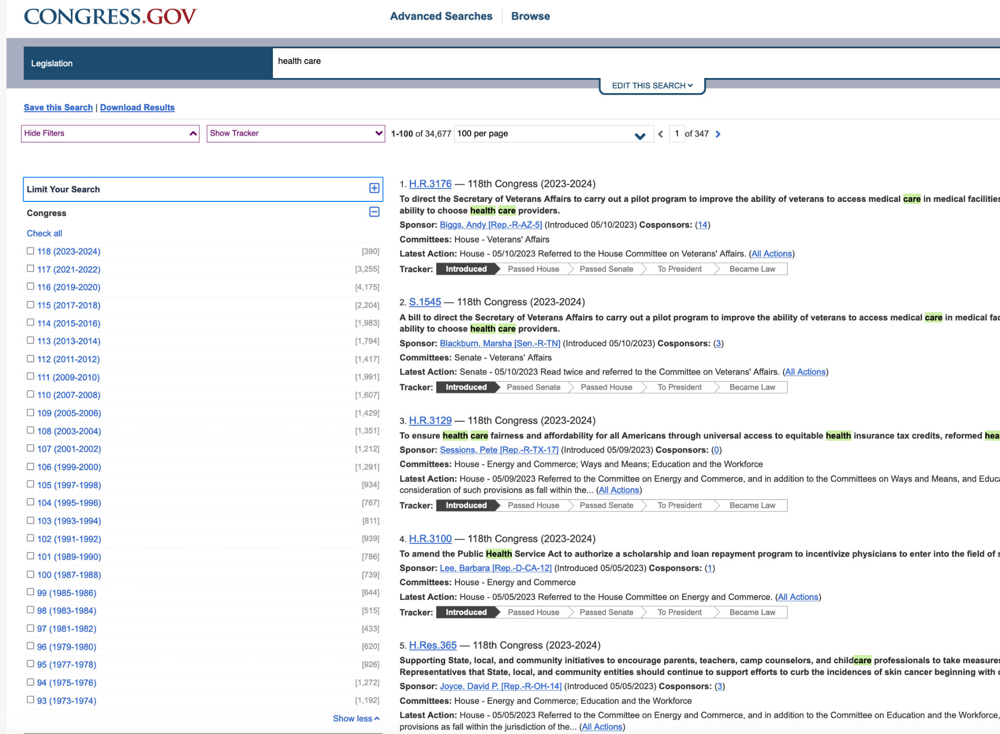 CONGRESS.GOV
Advanced Searches
Browse
Legislation
health care
EDIT THIS SEARCH
Save this Search | Download Results
Hide Filters
Show Tracker
1-100 of 34,677
100 per page
1 of 347
Limit Your Search
Congress
Check all
118 (2023-2024) [390]
117 (2021-2022) [3,255]
116 (2019-2020) [4,175]
115 (2017-2018) [2,204]
114 (2015-2016) [1,983]
113 (2013-2014) [1,794]
112 (2011-2012) [1,417]
111 (2009-2010) [1,991]
110 (2007-2008) [1,607]
109 (2005-2006) [1,429]
108 (2003-2004) [1,351]
107 (2001-2002) [1,212]
106 (1999-2000) [1,291]
105 (1997-1998) [934]
104 (1995-1996) [767]
103 (1993-1994) [811]
102 (1991-1992) [939]
101 (1989-1990) [786]
100 (1987-1988) [739]
99 (1985-1986) [644]
98 (1983-1984) [515]
97 (1981-1982) [433]
96 (1979-1980) [620]
95 (1977-1978) [926]
94 (1975-1976) [1,272]
93 (1973-1974) [1,192]
Show less
1. H.R.3176 — 118th Congress (2023-2024)
To direct the Secretary of Veterans Affairs to carry out a pilot program to improve the ability of veterans to access medical care in medical facilities
ability to choose health care providers.
Sponsor: Biggs, Andy [Rep.-R-AZ-5] (Introduced 05/10/2023) Cosponsors: (14)
Committees: House - Veterans' Affairs
Latest Action: House - 05/10/2023 Referred to the House Committee on Veterans' Affairs. (All Actions)
Tracker: Introduced Passed House Passed Senate To President Became Law
2. S.1545 — 118th Congress (2023-2024)
A bill to direct the Secretary of Veterans Affairs to carry out a pilot program to improve the ability of veterans to access medical care in medical fac
ability to choose health care providers.
Sponsor: Blackburn, Marsha [Sen.-R-TN] (Introduced 05/10/2023) Cosponsors: (3)
Committees: Senate - Veterans' Affairs
Latest Action: Senate - 05/10/2023 Read twice and referred to the Committee on Veterans' Affairs. (All Actions)
Tracker: Introduced Passed Senate Passed House To President Became Law
3. H.R.3129 — 118th Congress (2023-2024)
To ensure health care fairness and affordability for all Americans through universal access to equitable health insurance tax credits, reformed hea
Sponsor: Sessions, Pete [Rep.-R-TX-17] (Introduced 05/09/2023) Cosponsors: (0)
Committees: House - Energy and Commerce; Ways and Means; Education and the Workforce
Latest Action: House - 05/09/2023 Referred to the Committee on Energy and Commerce, and in addition to the Committees on Ways and Means, and Educa
consideration of such provisions as fall within the... (All Actions)
Tracker: Introduced Passed House Passed Senate To President Became Law
4. H.R.3100 — 118th Congress (2023-2024)
To amend the Public Health Service Act to authorize a scholarship and loan repayment program to incentivize physicians to enter into the field of s
Sponsor: Lee, Barbara [Rep.-D-CA-12] (Introduced 05/05/2023) Cosponsors: (1)
Committees: House - Energy and Commerce
Latest Action: House - 05/05/2023 Referred to the House Committee on Energy and Commerce. (All Actions)
Tracker: Introduced Passed House Passed Senate To President Became Law
5. H.Res.365 — 118th Congress (2023-2024)
Supporting State, local, and community initiatives to encourage parents, teachers, camp counselors, and childcare professionals to take measures
Representatives that State, local, and community entities should continue to support efforts to curb the incidences of skin cancer beginning with
Sponsor: Joyce, David P. [Rep.-R-OH-14] (Introduced 05/05/2023) Cosponsors: (3)
Committees: House - Energy and Commerce; Education and the Workforce
Latest Action: House - 05/05/2023 Referred to the Committee on Energy and Commerce, and in addition to the Committee on Education and the Workforce,
provisions as fall within the jurisdiction of the... (All Actions)